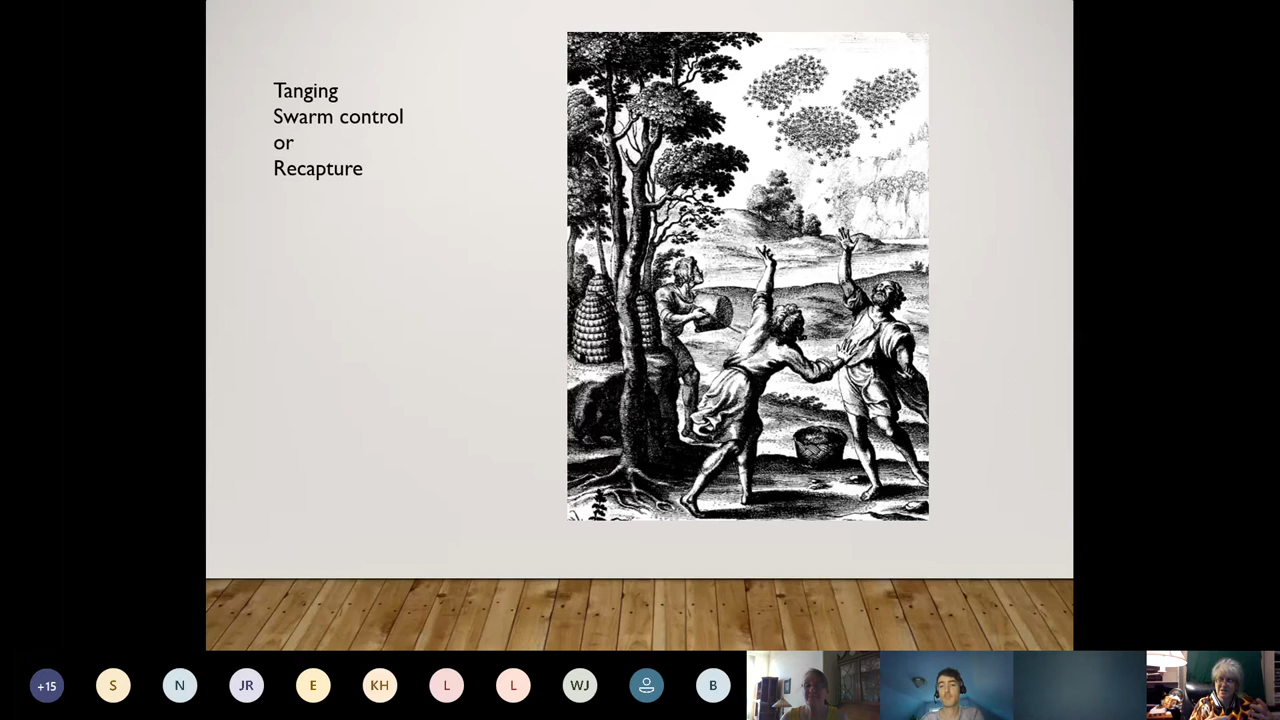 Tanging
Swarm control
or
Recapture
+15
S
N
JR
E
KH
L
L
WJ
B